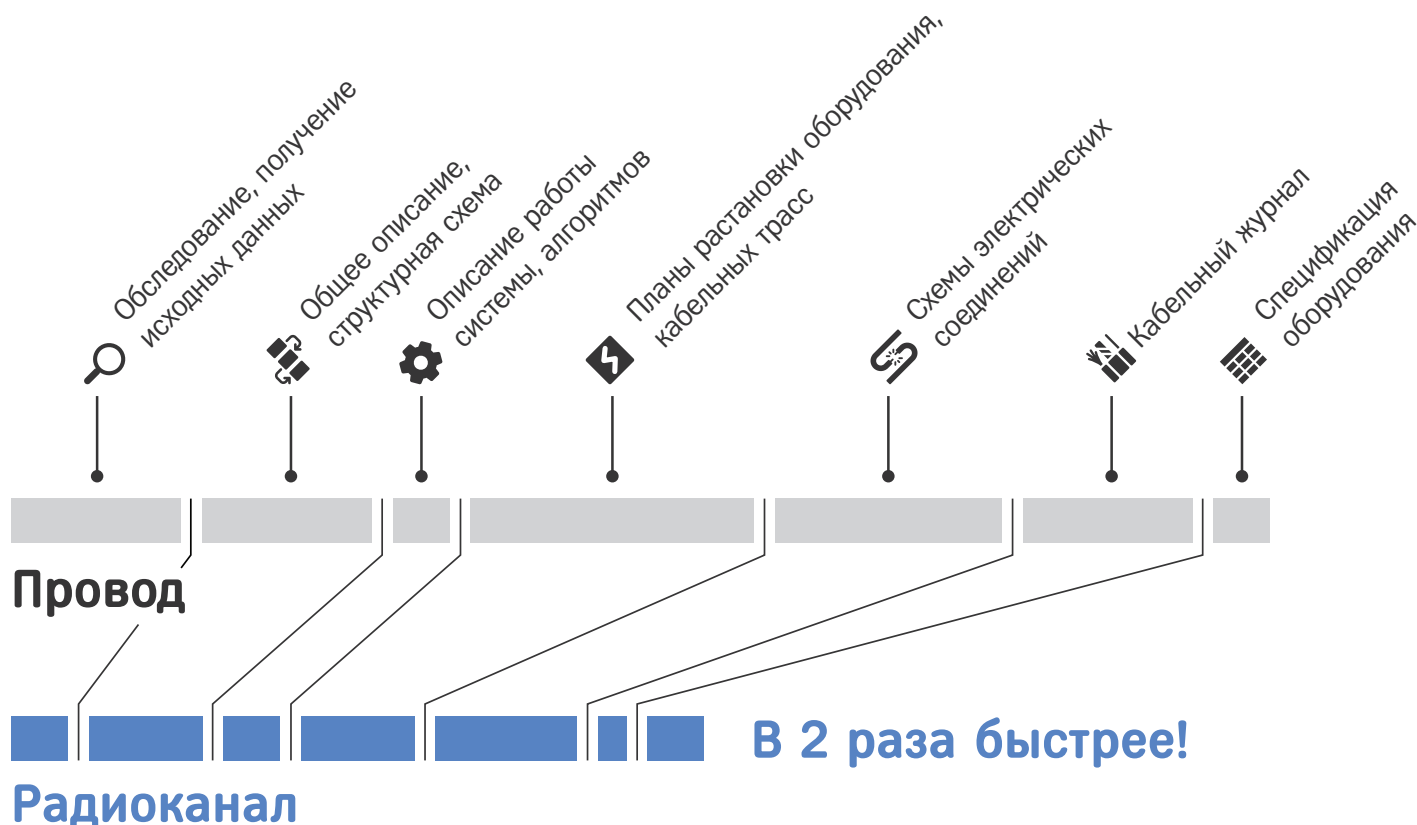 Обследование, получение
исходных данных
Общее описание,
структурная схема
Описание работы
системы, алгоритмов
Планы растановки оборудования,
кабельных трасс
Схемы электрических
соединений
Кабельный журнал
Спецификация
оборудования
Провод
В 2 раза быстрее!
Радиоканал